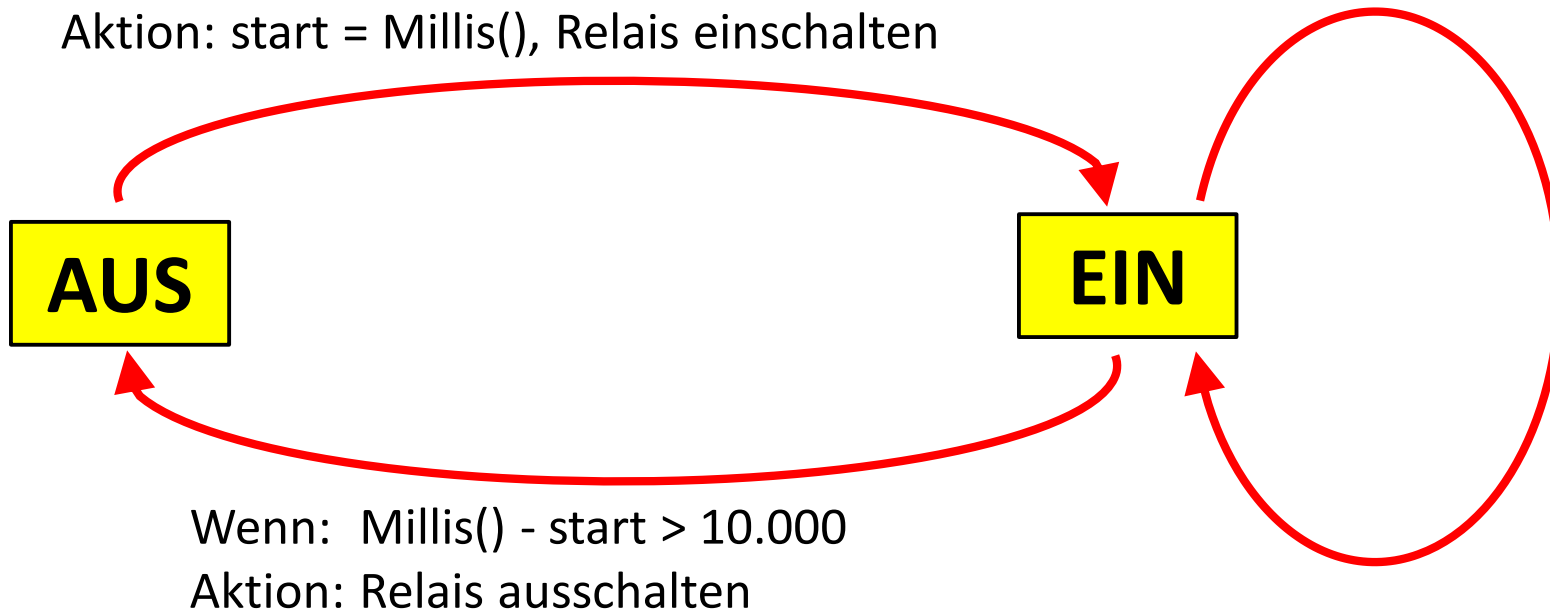 Aktion: start = Millis(), Relais einschalten
AUS
EIN
Wenn: Millis() - start > 10.000
Aktion: Relais ausschalten